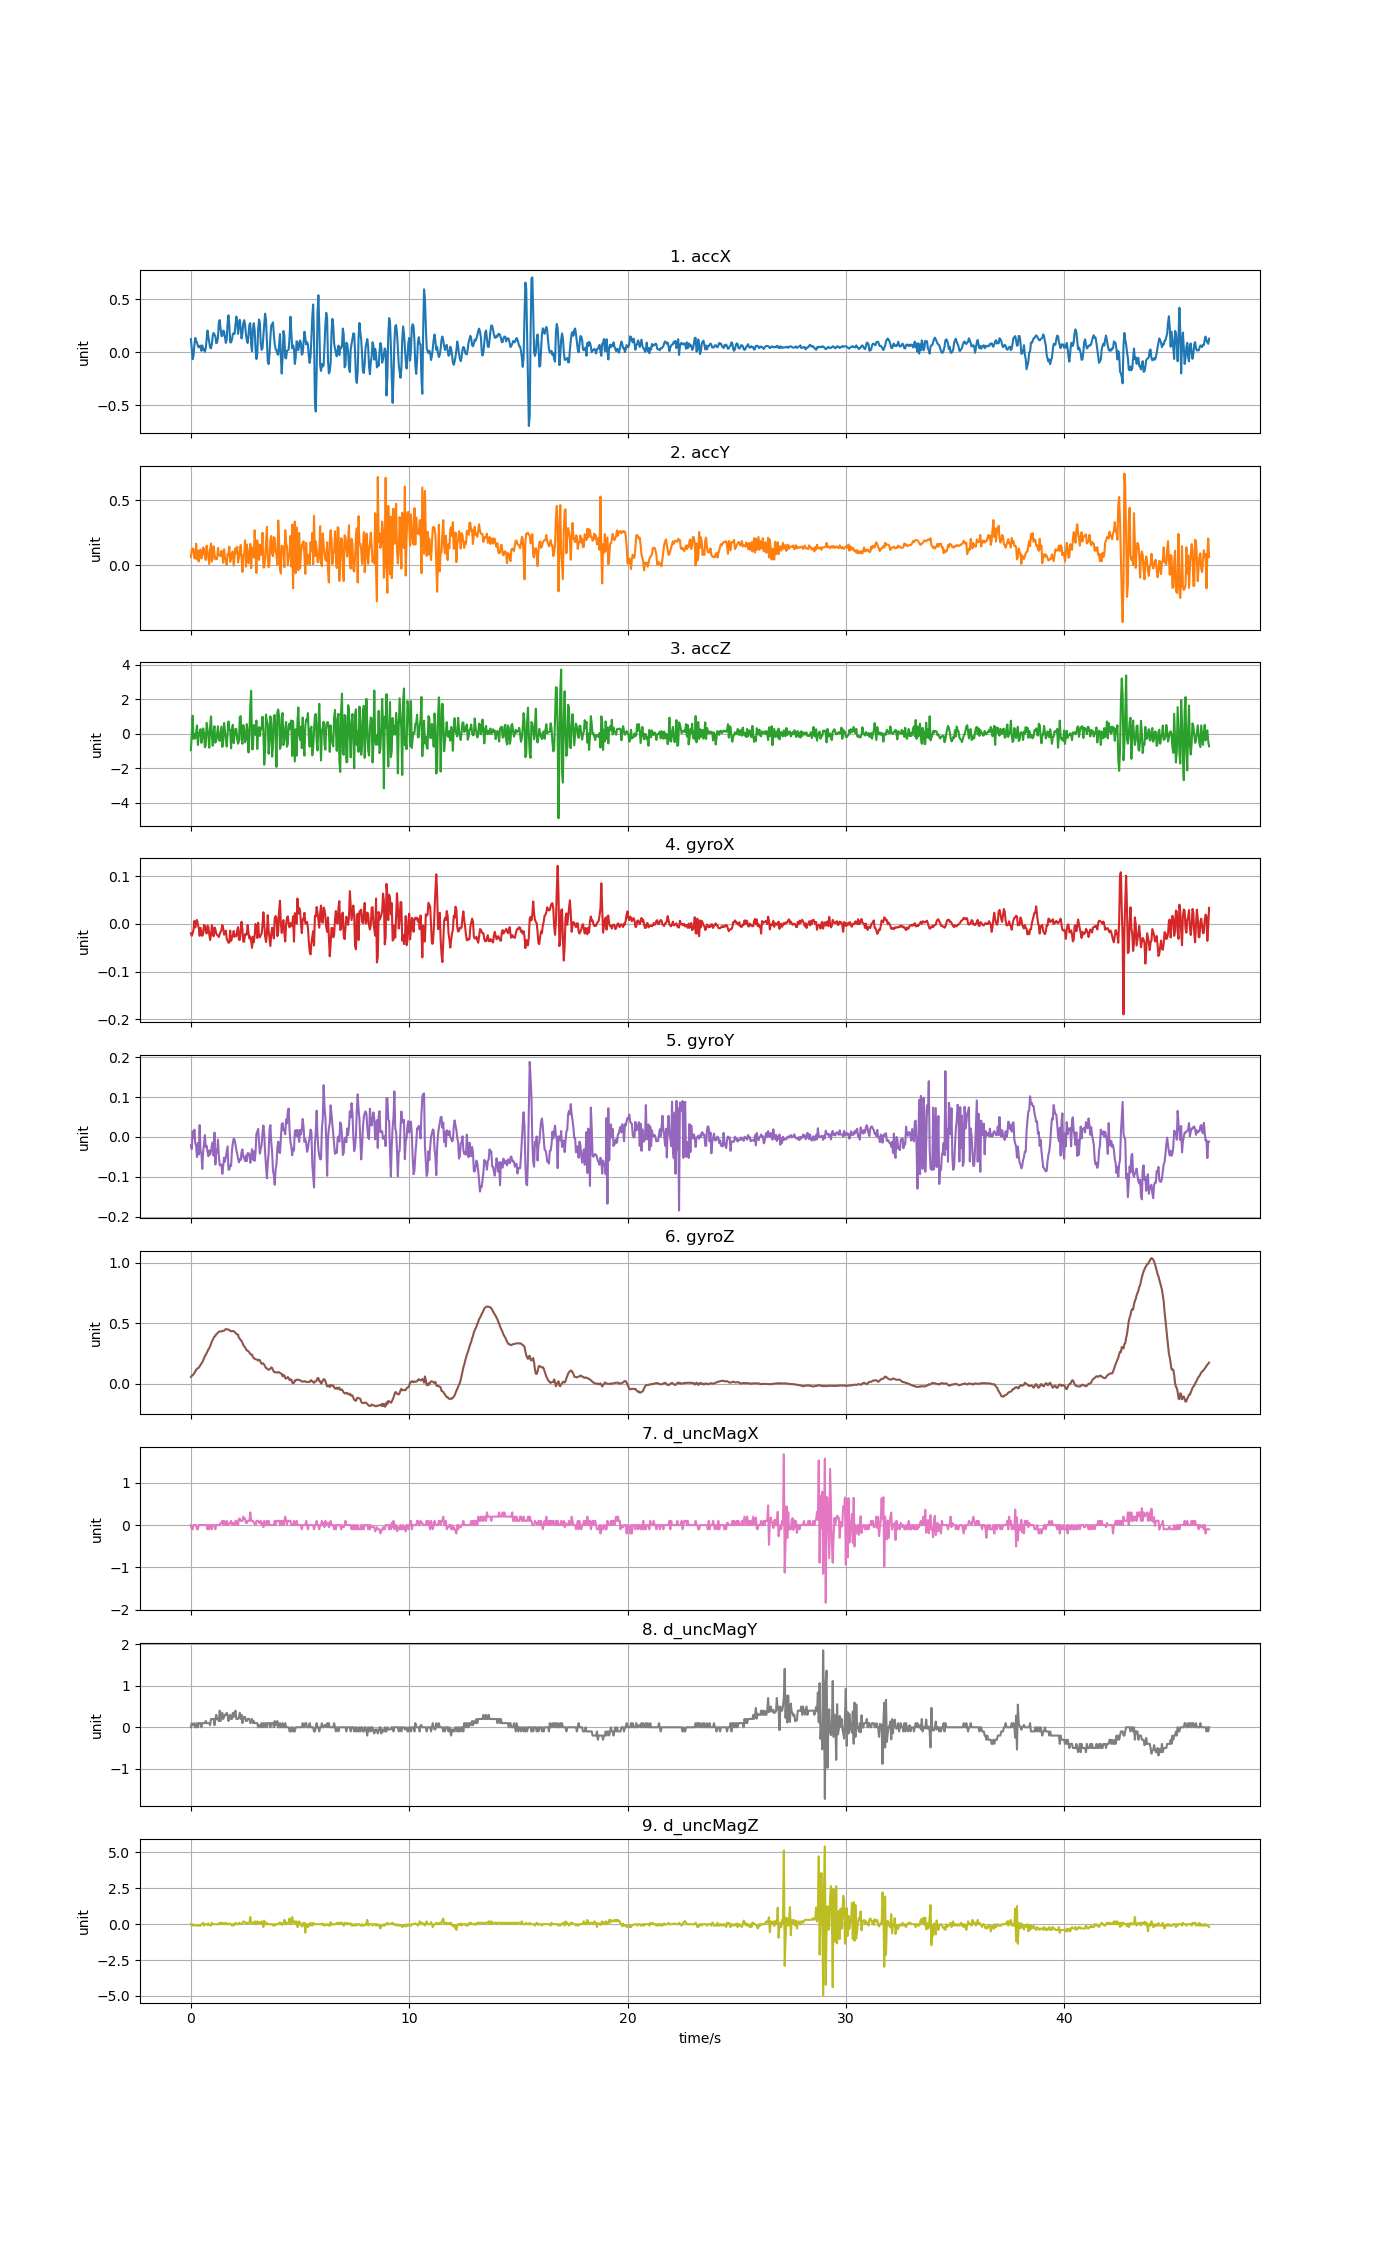 1. accX
0.5
0.0
−0.5
unit
2. accY
0.5
0.0
unit
3. accZ
4
2
0
−2
−4
unit
4. gyroX
0.1
0.0
−0.1
−0.2
unit
5. gyroY
0.2
0.1
0.0
−0.1
−0.2
unit
6. gyroZ
1.0
0.5
0.0
unit
7. d_uncMagX
1
0
−1
−2
unit
8. d_uncMagY
2
1
0
−1
unit
9. d_uncMagZ
5.0
2.5
0.0
−2.5
−5.0
unit
0 10 20 30 40
time/s